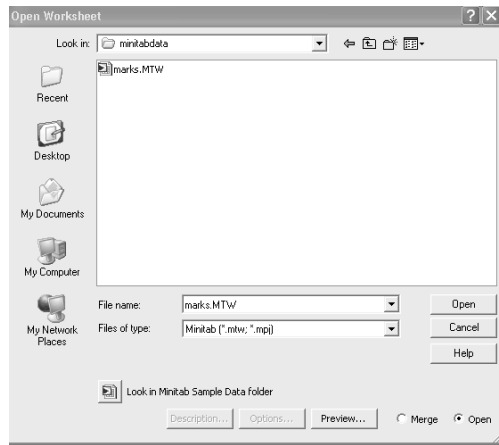 Open Worksheet
Look in: minitabdata
marks.MTW
Recent
Desktop
My Documents
My Computer
My Network
Places
File name: marks.MTW Open
Files of type: Minitab (*.mtw; *.mpj) Cancel
Help
Look in Minitab Sample Data folder
Description... Options... Preview... Merge Open